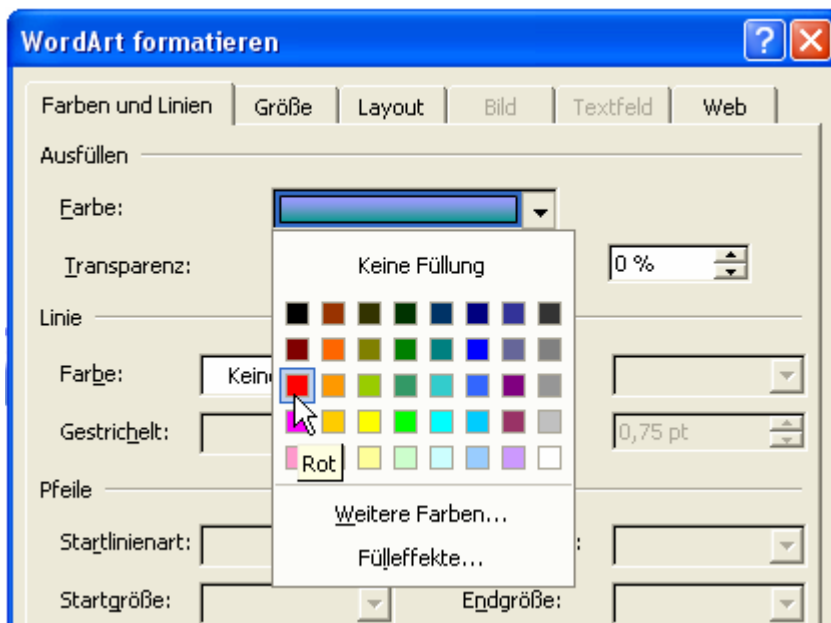 WordArt formatieren
Farben und Linien Größe Layout Bild Textfeld Web
Ausfüllen
Farbe:
Transparenz:
Keine Füllung
0 %
Linie
Farbe:
Gestrichelt:
0,75 pt
Rot
Pfeile
Weitere Farben...
Startlinienart:
Fülleffekte...
Startgröße:
Endgröße: